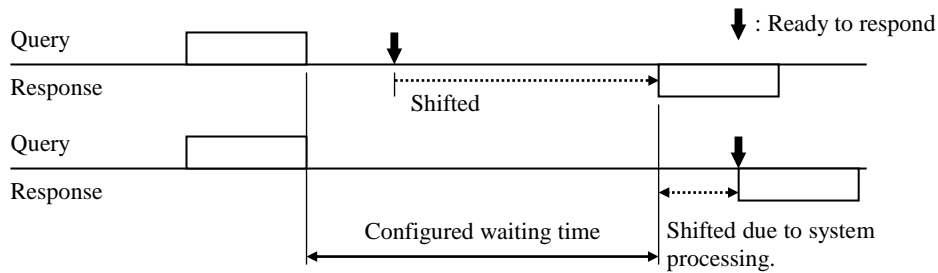 : Ready to respond
Query
Response
Shifted
Query
Response
Configured waiting time
Shifted due to system
processing.